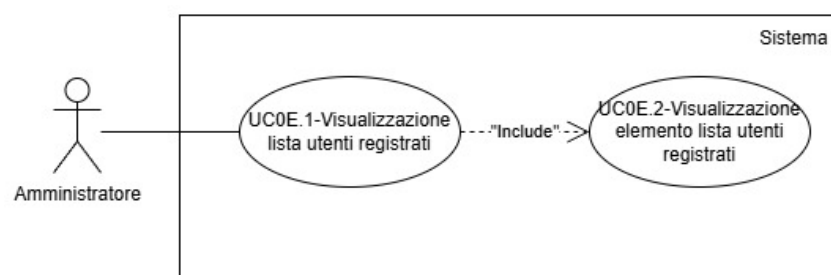 Sistema
UC0E.1-Visualizzazione
lista utenti registrati
"Include"
UC0E.2-Visualizzazione
elemento lista utenti
registrati
Amministratore